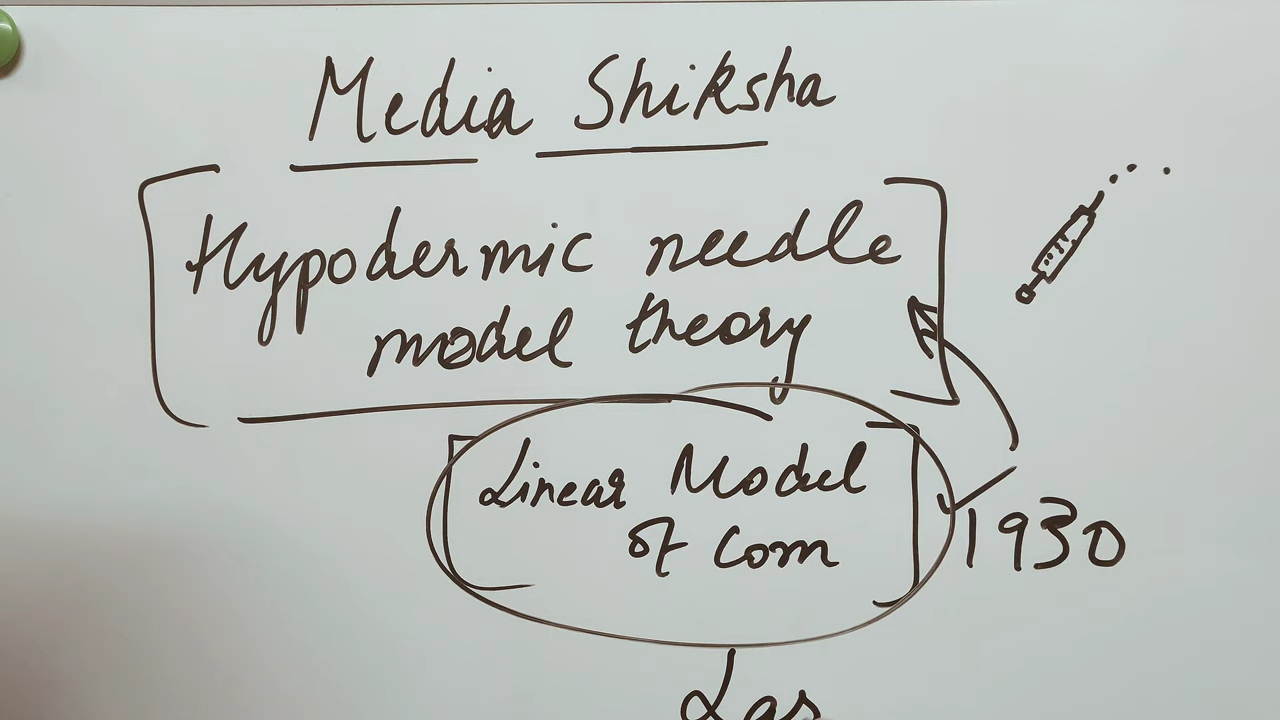 Media Shiksha
Hypodermic needle
model theory
Linear Model
of Com
1930